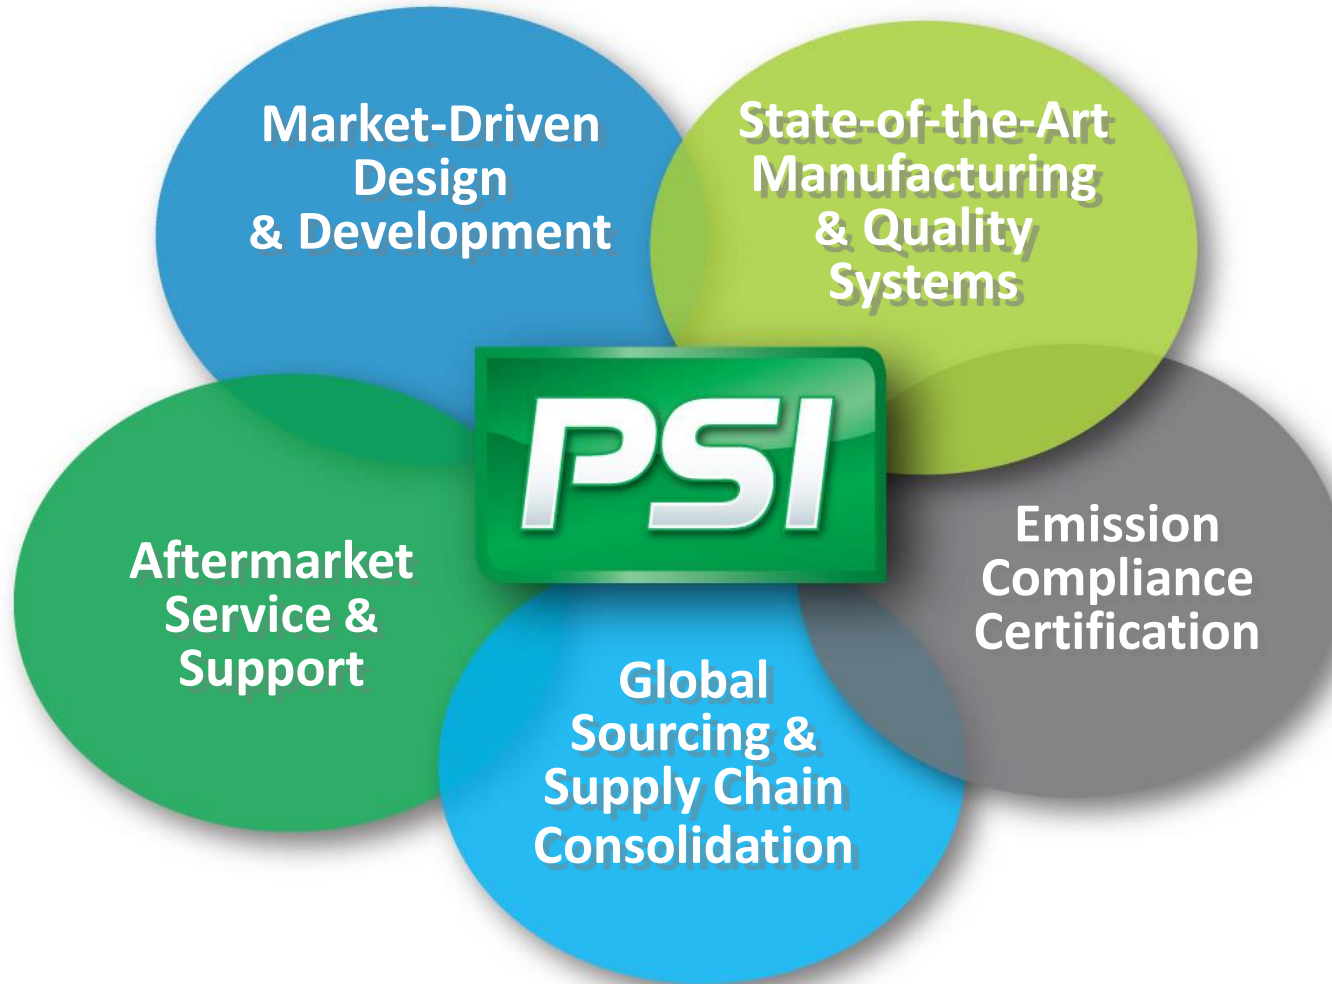 Market-Driven
Design
& Development
State-of-the-Art
Manufacturing
& Quality
Systems
PSI
Aftermarket
Service &
Support
Emission
Compliance
Certification
Global
Sourcing &
Supply Chain
Consolidation